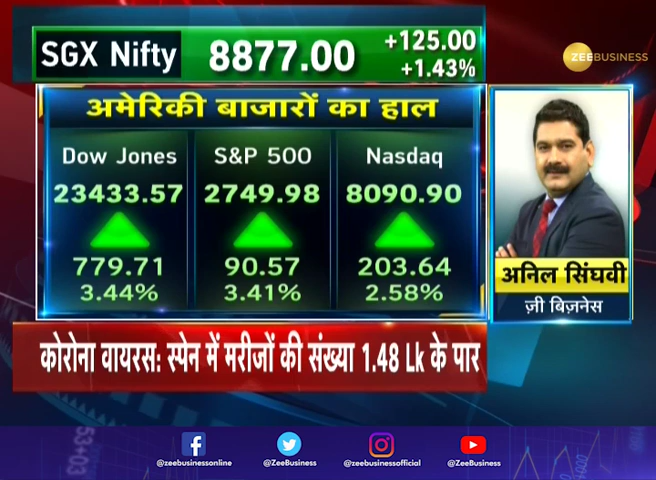 SGX Nifty 8877.00 +125.00
+1.43%
ZEEBUSINESS
अमेरिकी बाजारों का हाल
Dow Jones S&P 500 Nasdaq
23433.57 2749.98 8090.90
779.71 90.57 203.64
3.44% 3.41% 2.58%
अनिल सिंघवी
ज़ी बिज़नेस
कोरोना वायरस: स्पेन में मरीजों की संख्या 1.48 Lk के पार
@zeebusinessonline @ZeeBusiness @zeebusinessofficial @ZeeBusiness